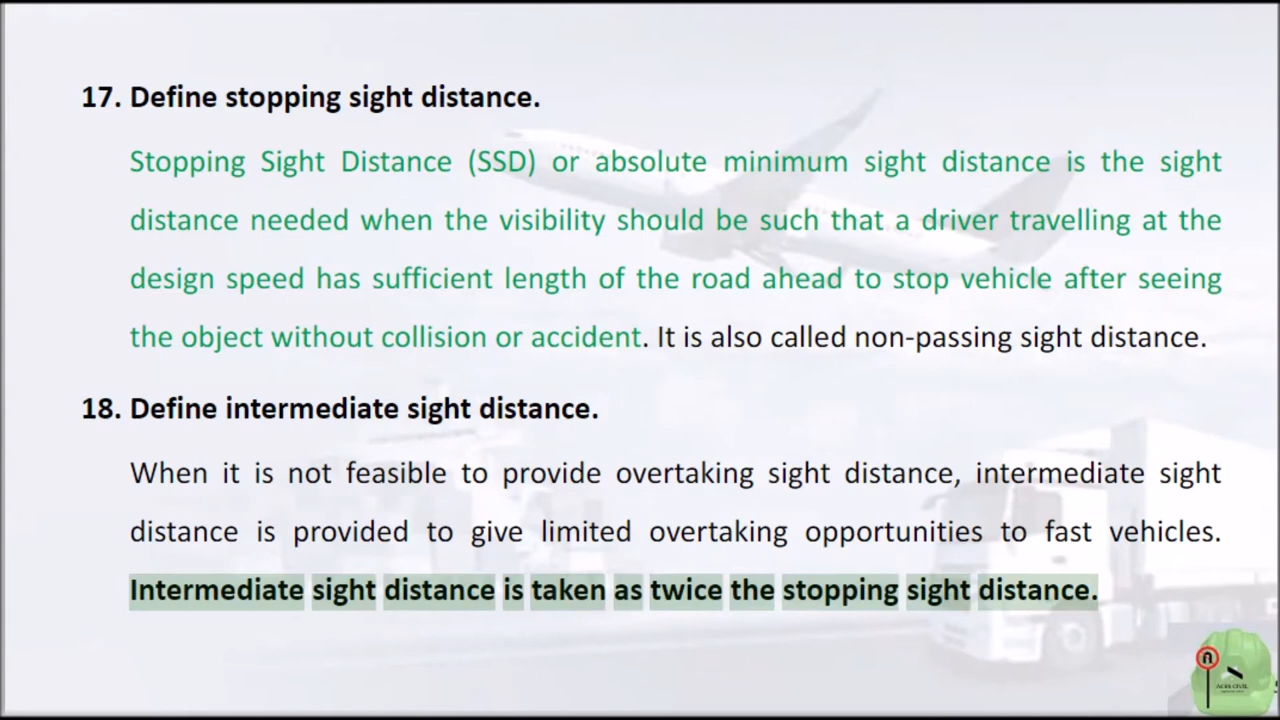 17. Define stopping sight distance.
Stopping Sight Distance (SSD) or absolute minimum sight distance is the sight
distance needed when the visibility should be such that a driver travelling at the
design speed has sufficient length of the road ahead to stop vehicle after seeing
the object without collision or accident. It is also called non-passing sight distance.
18. Define intermediate sight distance.
When it is not feasible to provide overtaking sight distance, intermediate sight
distance is provided to give limited overtaking opportunities to fast vehicles.
Intermediate sight distance is taken as twice the stopping sight distance.